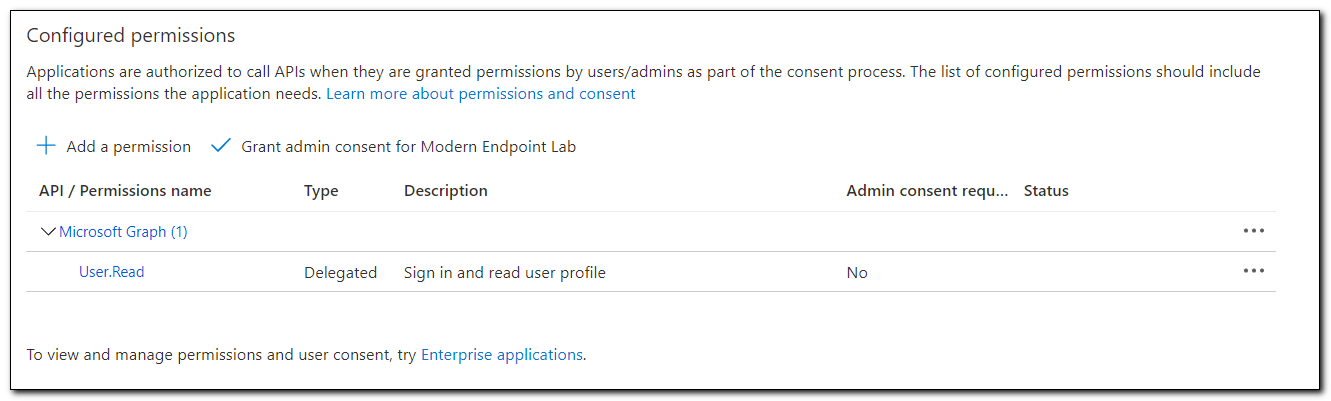 Configured permissions
Applications are authorized to call APIs when they are granted permissions by users/admins as part of the consent process. The list of configured permissions should include
all the permissions the application needs. Learn more about permissions and consent
Add a permission Grant admin consent for Modern Endpoint Lab
API / Permissions name Type Description Admin consent requ... Status
Microsoft Graph (1)
User.Read Delegated Sign in and read user profile No
To view and manage permissions and user consent, try Enterprise applications.